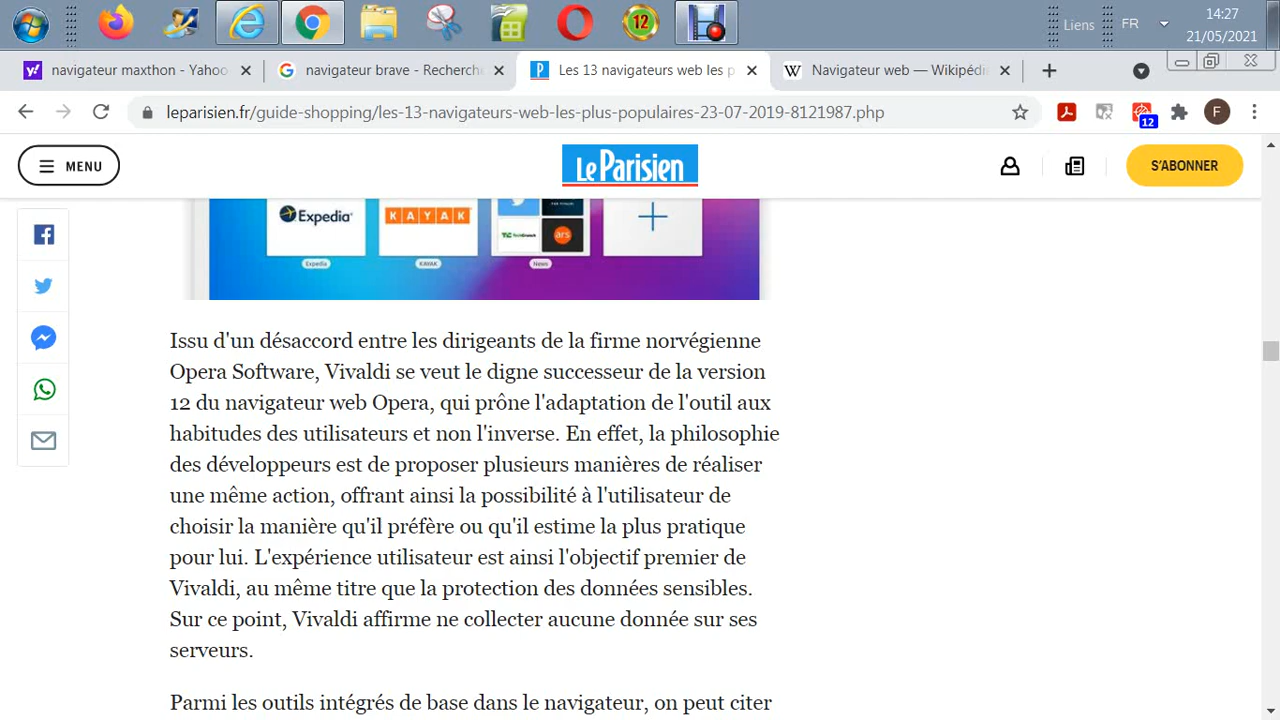 12
Liens
FR
14:27
21/05/2021
navigateur maxthon - Yahoo
navigateur brave - Recherche
Les 13 navigateurs web les p
Navigateur web — Wikipéd
leparisien.fr/guide-shopping/les-13-navigateurs-web-les-plus-populaires-23-07-2019-8121987.php
12
F
MENU
Le Parisien
S'ABONNER
Expedia
KAYAK
ars
Expedia
KAYAK
News
Issu d'un désaccord entre les dirigeants de la firme norvégienne
Opera Software, Vivaldi se veut le digne successeur de la version
12 du navigateur web Opera, qui prône l'adaptation de l'outil aux
habitudes des utilisateurs et non l'inverse. En effet, la philosophie
des développeurs est de proposer plusieurs manières de réaliser
une même action, offrant ainsi la possibilité à l'utilisateur de
choisir la manière qu'il préfère ou qu'il estime la plus pratique
pour lui. L'expérience utilisateur est ainsi l'objectif premier de
Vivaldi, au même titre que la protection des données sensibles.
Sur ce point, Vivaldi affirme ne collecter aucune donnée sur ses
serveurs.
Parmi les outils intégrés de base dans le navigateur, on peut citer